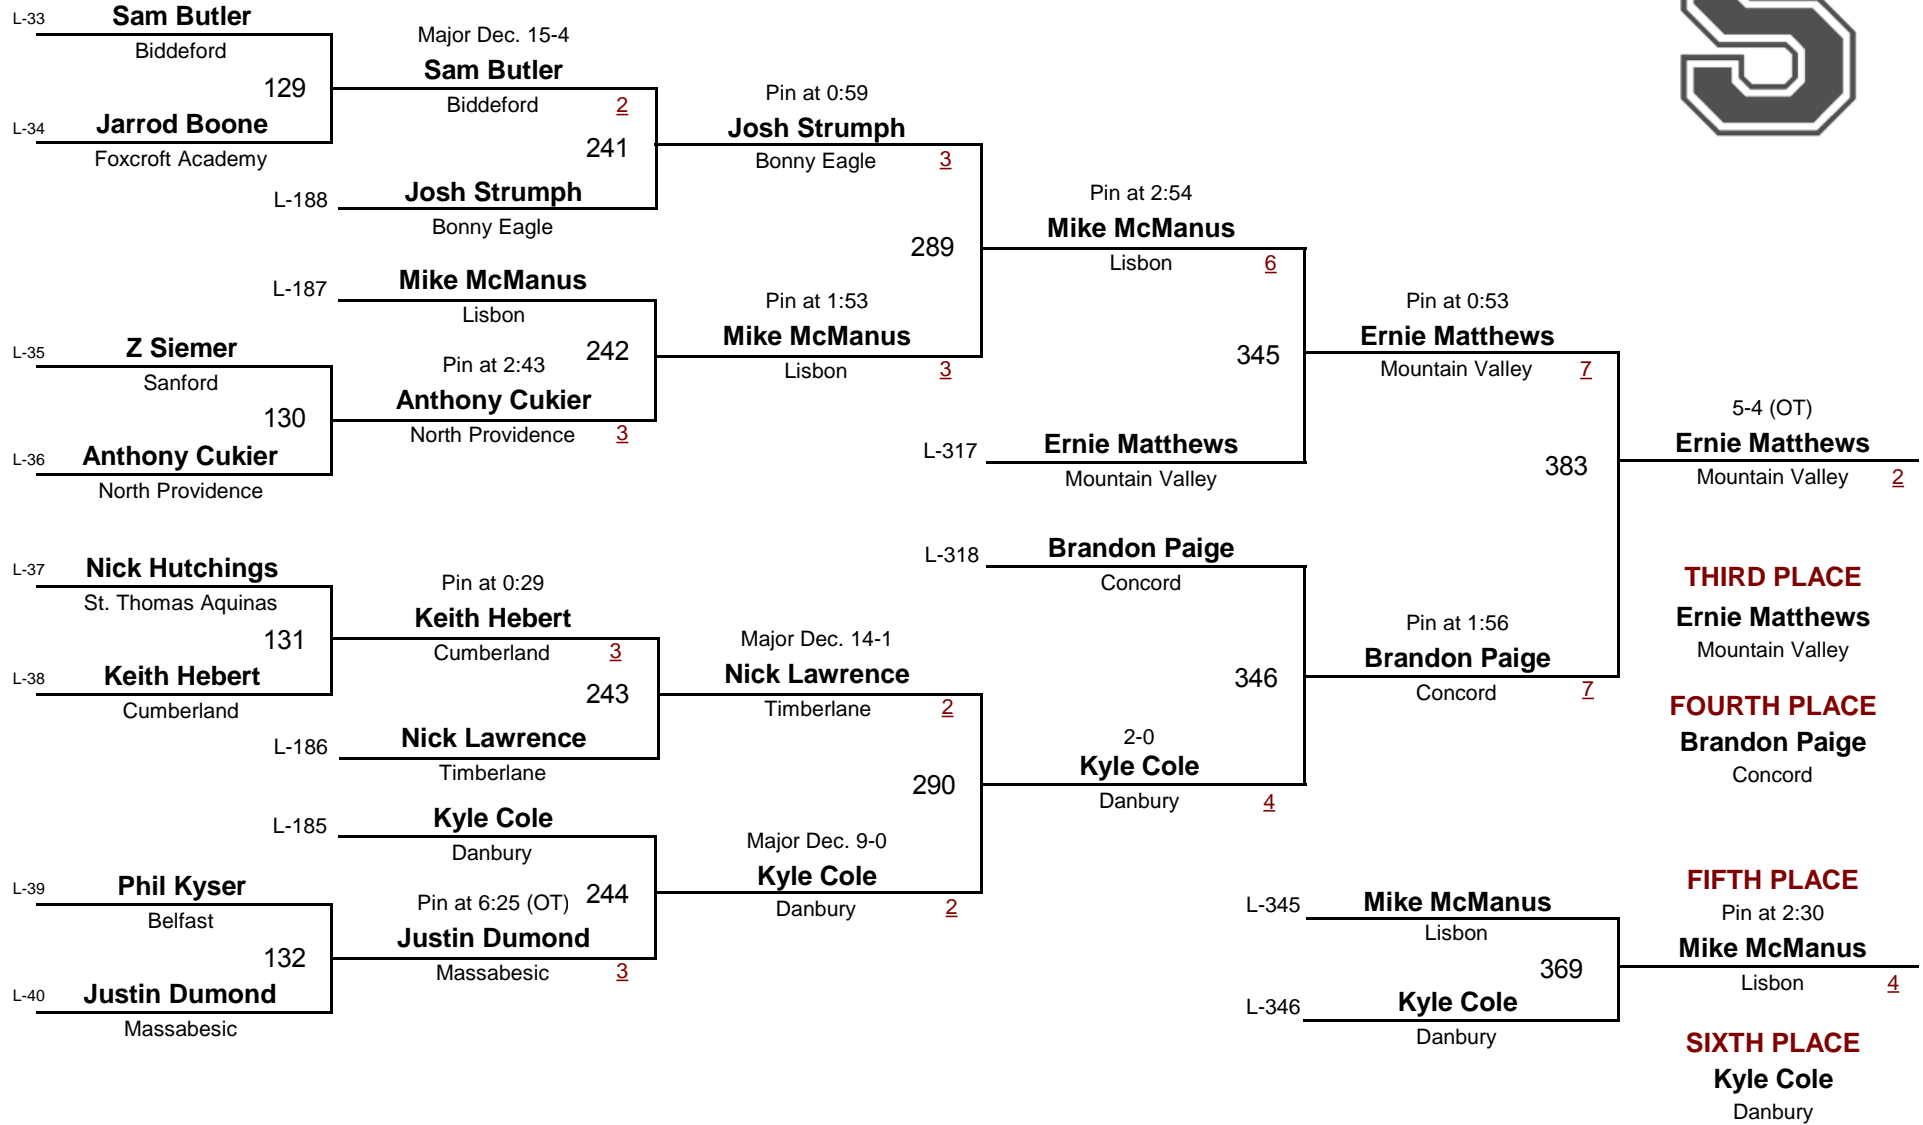 L-33
Sam Butler
Biddeford
129
L-34
Jarrod Boone
Foxcroft Academy
Major Dec. 15-4
Sam Butler
Biddeford 2
241
L-188
Josh Strumph
Bonny Eagle
Pin at 0:59
Josh Strumph
Bonny Eagle 3
289
L-187
Mike McManus
Lisbon
242
L-35
Z Siemer
Sanford
130
L-36
Anthony Cukier
North Providence
Pin at 2:43
Anthony Cukier
North Providence 3
Pin at 1:53
Mike McManus
Lisbon 3
Pin at 2:54
Mike McManus
Lisbon 6
345
L-317
Ernie Matthews
Mountain Valley
Pin at 0:53
Ernie Matthews
Mountain Valley 7
383
5-4 (OT)
Ernie Matthews
Mountain Valley 2
L-37
Nick Hutchings
St. Thomas Aquinas
131
L-38
Keith Hebert
Cumberland
Pin at 0:29
Keith Hebert
Cumberland 3
243
L-186
Nick Lawrence
Timberlane
Major Dec. 14-1
Nick Lawrence
Timberlane 2
290
L-185
Kyle Cole
Danbury
244
L-39
Phil Kyser
Belfast
132
L-40
Justin Dumond
Massabesic
Pin at 6:25 (OT)
Justin Dumond
Massabesic 3
Major Dec. 9-0
Kyle Cole
Danbury 2
L-318
Brandon Paige
Concord
346
2-0
Kyle Cole
Danbury 4
Pin at 1:56
Brandon Paige
Concord 7
THIRD PLACE
Ernie Matthews
Mountain Valley
FOURTH PLACE
Brandon Paige
Concord
L-345
Mike McManus
Lisbon
369
L-346
Kyle Cole
Danbury
FIFTH PLACE
Pin at 2:30
Mike McManus
Lisbon 4
SIXTH PLACE
Kyle Cole
Danbury
S